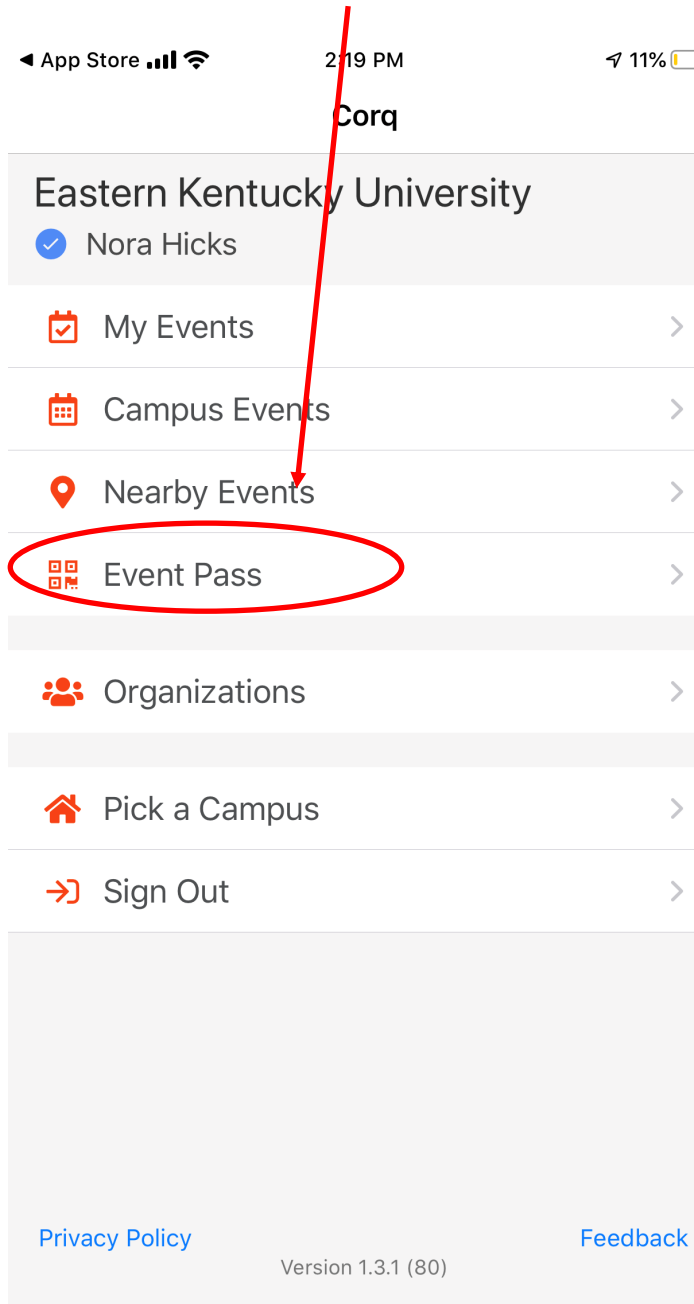 App Store 2:19 PM 11%
Corq
Eastern Kentucky University
Nora Hicks
My Events
Campus Events
Nearby Events
Event Pass
Organizations
Pick a Campus
Sign Out
Privacy Policy Feedback
Version 1.3.1 (80)